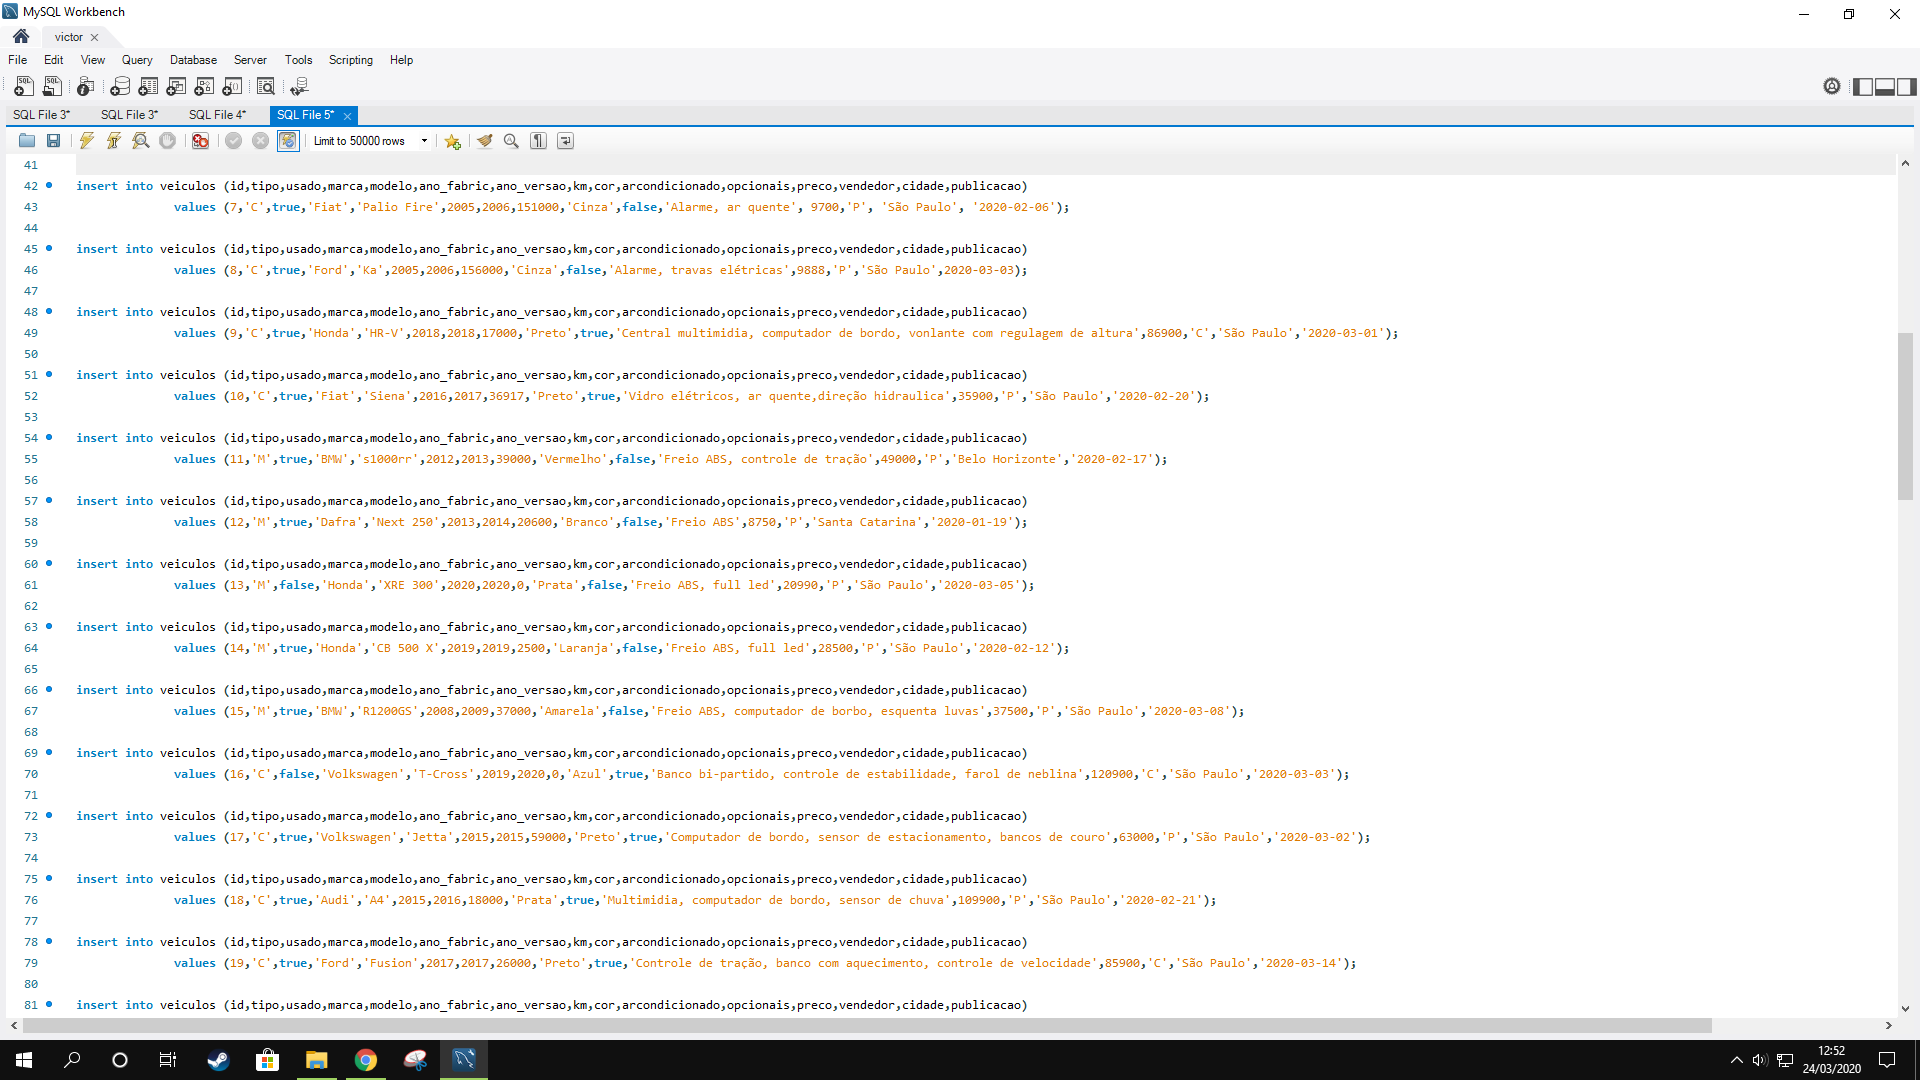 MySQL Workbench
victor
File Edit View Query Database Server Tools Scripting Help
SQL File 3* SQL File 3* SQL File 4* SQL File 5*
Limit to 50000 rows
41
42 insert into veiculos (id,tipo,usado,marca,modelo,ano_fabric,ano_versao,km,cor,arcondicionado,opcionais,preco,vendedor,cidade,publicacao)
43 values (7,'C',true,'Fiat','Palio Fire',2005,2006,151000,'Cinza',false,'Alarme, ar quente', 9700,'P', 'São Paulo', '2020-02-06');
44
45 insert into veiculos (id,tipo,usado,marca,modelo,ano_fabric,ano_versao,km,cor,arcondicionado,opcionais,preco,vendedor,cidade,publicacao)
46 values (8,'C',true,'Ford','Ka',2005,2006,156000,'Cinza',false,'Alarme, travas elétricas',9888,'P','São Paulo',2020-03-03);
47
48 insert into veiculos (id,tipo,usado,marca,modelo,ano_fabric,ano_versao,km,cor,arcondicionado,opcionais,preco,vendedor,cidade,publicacao)
49 values (9,'C',true,'Honda','HR-V',2018,2018,17000,'Preto',true,'Central multimidia, computador de bordo, vonlante com regulagem de altura',86900,'C','São Paulo','2020-03-01');
50
51 insert into veiculos (id,tipo,usado,marca,modelo,ano_fabric,ano_versao,km,cor,arcondicionado,opcionais,preco,vendedor,cidade,publicacao)
52 values (10,'C',true,'Fiat','Siena',2016,2017,36917,'Preto',true,'Vidro elétricos, ar quente,direção hidraulica',35900,'P','São Paulo','2020-02-20');
53
54 insert into veiculos (id,tipo,usado,marca,modelo,ano_fabric,ano_versao,km,cor,arcondicionado,opcionais,preco,vendedor,cidade,publicacao)
55 values (11,'M',true,'BMW','s1000rr',2012,2013,39000,'Vermelho',false,'Freio ABS, controle de tração',49000,'P','Belo Horizonte','2020-02-17');
56
57 insert into veiculos (id,tipo,usado,marca,modelo,ano_fabric,ano_versao,km,cor,arcondicionado,opcionais,preco,vendedor,cidade,publicacao)
58 values (12,'M',true,'Dafra','Next 250',2013,2014,20600,'Branco',false,'Freio ABS',8750,'P','Santa Catarina','2020-01-19');
59
60 insert into veiculos (id,tipo,usado,marca,modelo,ano_fabric,ano_versao,km,cor,arcondicionado,opcionais,preco,vendedor,cidade,publicacao)
61 values (13,'M',false,'Honda','XRE 300',2020,2020,0,'Prata',false,'Freio ABS, full led',20990,'P','São Paulo','2020-03-05');
62
63 insert into veiculos (id,tipo,usado,marca,modelo,ano_fabric,ano_versao,km,cor,arcondicionado,opcionais,preco,vendedor,cidade,publicacao)
64 values (14,'M',true,'Honda','CB 500 X',2019,2019,2500,'Laranja',false,'Freio ABS, full led',28500,'P','São Paulo','2020-02-12');
65
66 insert into veiculos (id,tipo,usado,marca,modelo,ano_fabric,ano_versao,km,cor,arcondicionado,opcionais,preco,vendedor,cidade,publicacao)
67 values (15,'M',true,'BMW','R1200GS',2008,2009,37000,'Amarela',false,'Freio ABS, computador de borbo, esquenta luvas',37500,'P','São Paulo','2020-03-08');
68
69 insert into veiculos (id,tipo,usado,marca,modelo,ano_fabric,ano_versao,km,cor,arcondicionado,opcionais,preco,vendedor,cidade,publicacao)
70 values (16,'C',false,'Volkswagen','T-Cross',2019,2020,0,'Azul',true,'Banco bi-partido, controle de estabilidade, farol de neblina',120900,'C','São Paulo','2020-03-03');
71
72 insert into veiculos (id,tipo,usado,marca,modelo,ano_fabric,ano_versao,km,cor,arcondicionado,opcionais,preco,vendedor,cidade,publicacao)
73 values (17,'C',true,'Volkswagen','Jetta',2015,2015,59000,'Preto',true,'Computador de bordo, sensor de estacionamento, bancos de couro',63000,'P','São Paulo','2020-03-02');
74
75 insert into veiculos (id,tipo,usado,marca,modelo,ano_fabric,ano_versao,km,cor,arcondicionado,opcionais,preco,vendedor,cidade,publicacao)
76 values (18,'C',true,'Audi','A4',2015,2016,18000,'Prata',true,'Multimidia, computador de bordo, sensor de chuva',109900,'P','São Paulo','2020-02-21');
77
78 insert into veiculos (id,tipo,usado,marca,modelo,ano_fabric,ano_versao,km,cor,arcondicionado,opcionais,preco,vendedor,cidade,publicacao)
79 values (19,'C',true,'Ford','Fusion',2017,2017,26000,'Preto',true,'Controle de tração, banco com aquecimento, controle de velocidade',85900,'C','São Paulo','2020-03-14');
80
81 insert into veiculos (id,tipo,usado,marca,modelo,ano_fabric,ano_versao,km,cor,arcondicionado,opcionais,preco,vendedor,cidade,publicacao)
12:52
24/03/2020